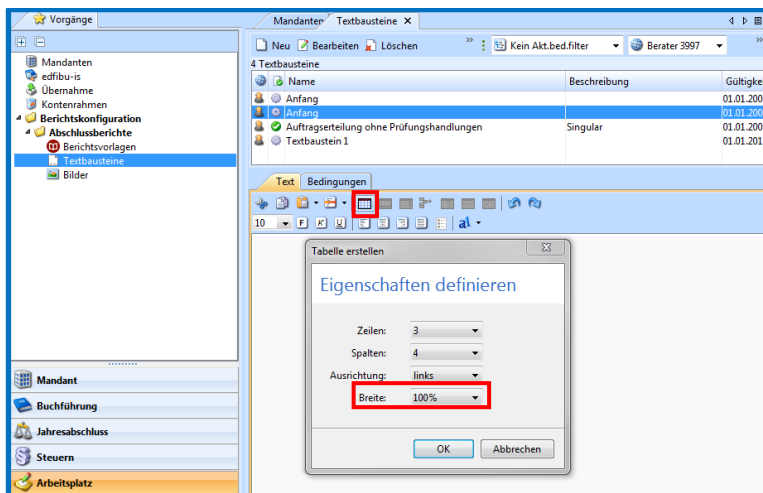 Vorgänge
Mandanten
edfibu-is
Übernahme
Kontenrahmen
Berichtskonfiguration
Abschlussberichte
Berichtsvorlagen
Textbausteine
Bilder
Mandant
Buchführung
Jahresabschluss
Steuern
Arbeitsplatz
Mandanten Textbausteine
Neu Bearbeiten Löschen Kein Akt.bed.filter Berater 3997
4 Textbausteine
Name Beschreibung Gültigke
Anfang 01.01.200
Anfang 01.01.200
Auftragserteilung ohne Prüfungshandlungen Singular 01.01.200
Textbaustein 1 01.01.201
Text Bedingungen
10 F K U a
Tabelle erstellen
Eigenschaften definieren
Zeilen: 3
Spalten: 4
Ausrichtung: links
Breite: 100%
OK Abbrechen